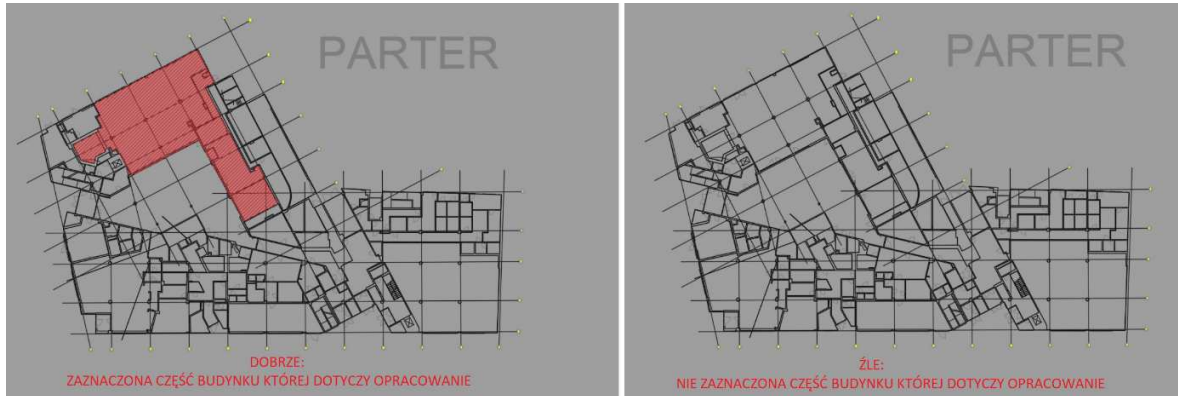 PARTER
DOBRZE:
ZAZNACZONA CZĘŚĆ BUDYNKU KTÓREJ DOTYCZY OPRACOWANIE
PARTER
ŹLE:
NIE ZAZNACZONA CZĘŚĆ BUDYNKU KTÓREJ DOTYCZY OPRACOWANIE